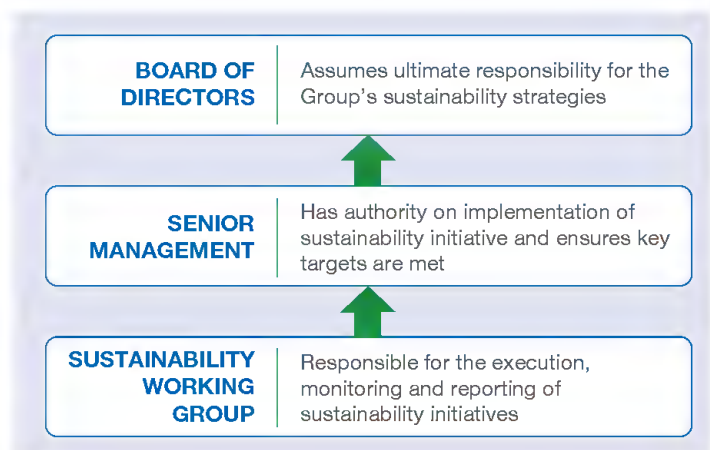 BOARD OF
DIRECTORS
Assumes ultimate responsibility for the
Group's sustainability strategies
SENIOR
MANAGEMENT
Has authority on implementation of
sustainability initiative and ensures key
targets are met
SUSTAINABILITY
WORKING
GROUP
Responsible for the execution,
monitoring and reporting of
sustainability initiatives